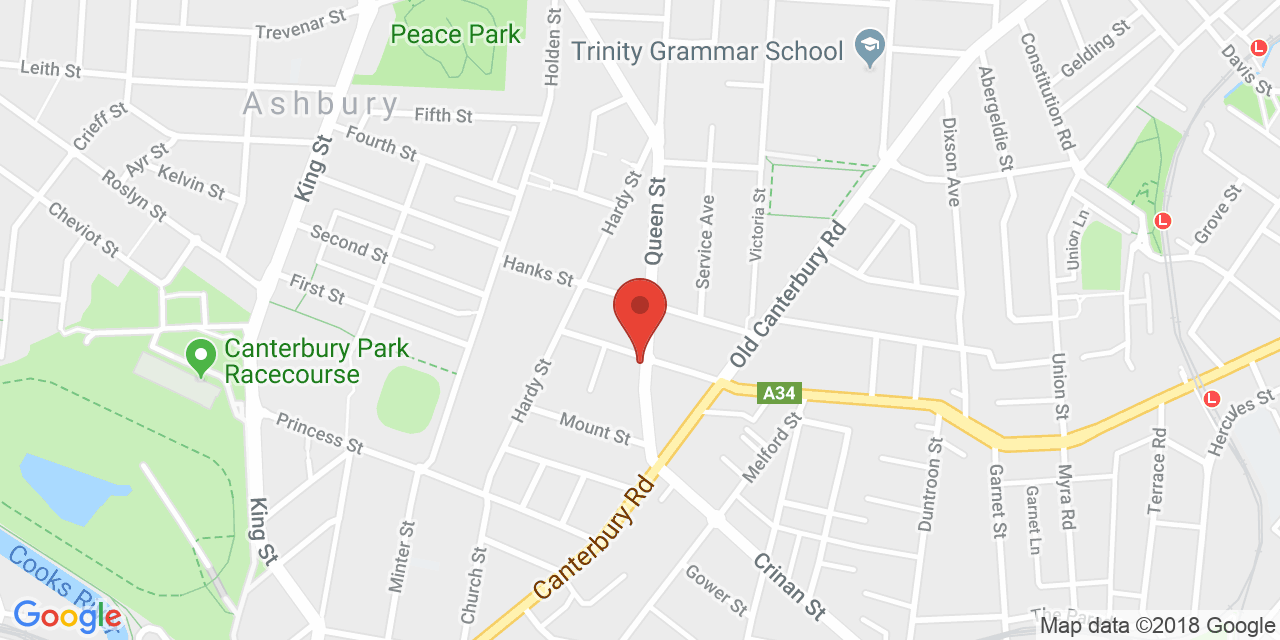 Trevenar St
Peace Park
Holden St
Trinity Grammar School
Constitution Rd
Gelding St
Davis St
Leith St
Ashbury
Fifth St
Abergeldie St
Crieff St
Fourth St
Dixson Ave
Ayr St
Kelvin St
King St
Roslyn St
Hardy St
Queen St
Service Ave
Victoria St
Grove St
Cheviot St
Second St
Union Ln
Hanks St
First St
Old Canterbury Rd
Canterbury Park
Racecourse
Hardy St
A34
Union St
Hercules St
Princess St
Mount St
Melford St
Duntroon St
Terrace Rd
Canterbury Rd
Garnet St
Garnet Ln
Myra Rd
King St
Minter St
Church St
Crinan St
Gower St
Cooks
Google
Map data ©2018 Google